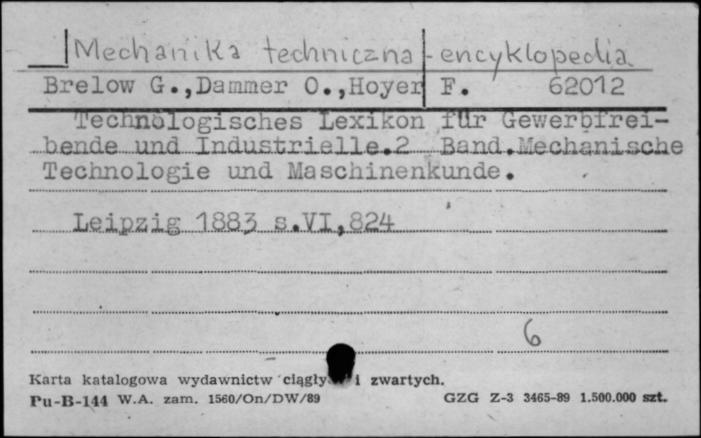 Mechanika techniczna - encyklopedia
Brelow G.,Dammer O.,Hoyer F. 62012
Technologisches Lexikon für Gewerbfrei-
bende und Industrielle.2 Band.Mechanische
Technologie und Maschinenkunde.
Leipzig 1883 s.VI,824
6
Karta katalogowa wydawnictw ciągły i zwartych.
Pu-B-144 W.A. zam. 1560/On/DW/89 GZG Z-3 3465-89 1.500.000 szt.